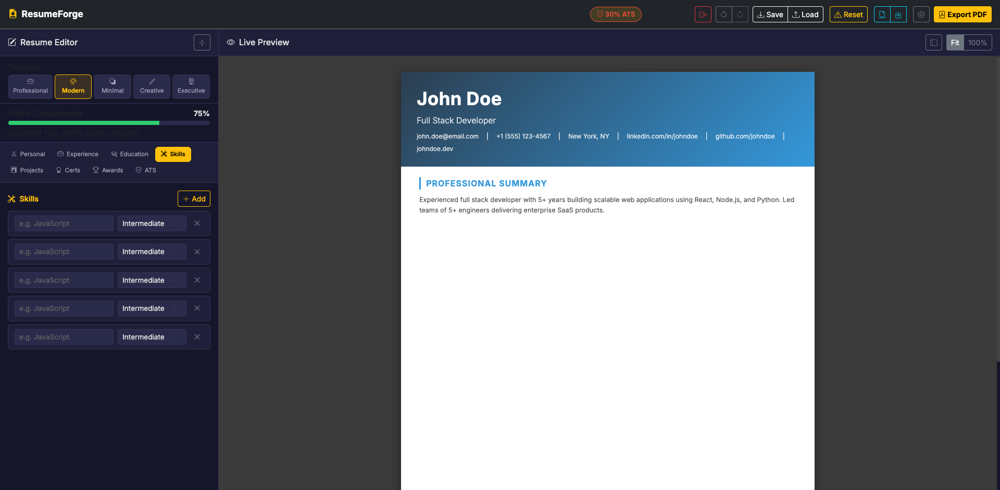 ResumeForge
30% ATS
Save
Load
Reset
JSON
Export PDF
Resume Editor
Live Preview
Fit
100%
Template
Professional
Modern
Minimal
Creative
Executive
Profile Completeness
75%
Excellent! Your profile looks complete.
Personal
Experience
Education
Skills
Projects
Certs
Awards
ATS
Skills
Add
e.g. JavaScript
Intermediate
e.g. JavaScript
Intermediate
e.g. JavaScript
Intermediate
e.g. JavaScript
Intermediate
e.g. JavaScript
Intermediate
John Doe
Full Stack Developer
john.doe@email.com | +1 (555) 123-4567 | New York, NY | linkedin.com/in/johndoe | github.com/johndoe |
johndoe.dev
PROFESSIONAL SUMMARY
Experienced full stack developer with 5+ years building scalable web applications using React, Node.js, and Python. Led
teams of 5+ engineers delivering enterprise SaaS products.